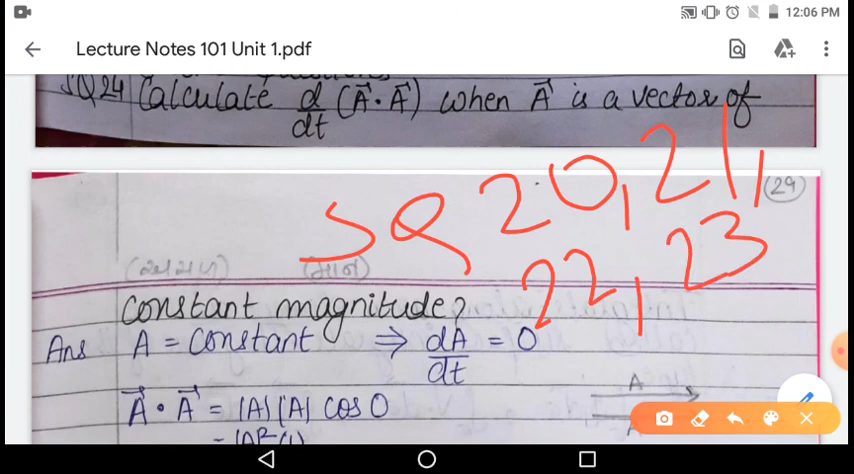 12:06 PM
Lecture Notes 101 Unit 1.pdf
SQ24 Calculate d/dt (A⃗ · A⃗) when A⃗ is a vector of
SQ 20, 21,
22, 23
(29)
constant magnitude?
Ans A = constant ⇒ dA/dt = 0
A⃗ · A⃗ = |A| |A| cos 0
A